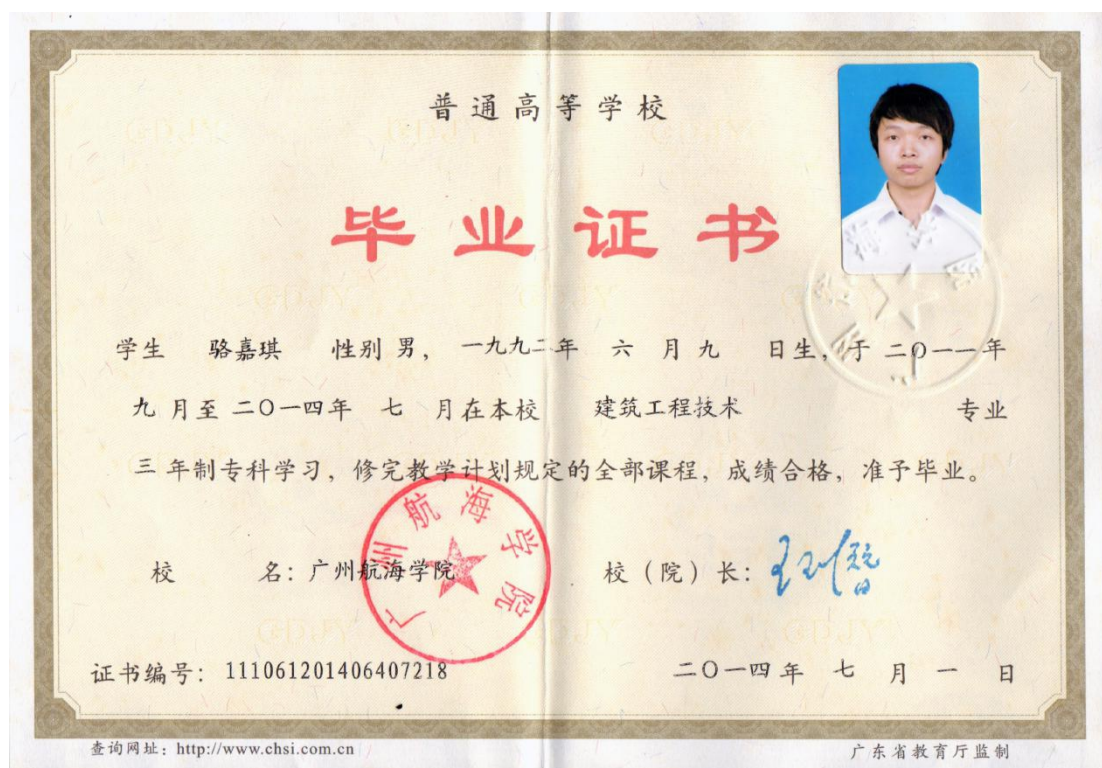 普通高等学校
毕业证书
学生 骆嘉琪 性别 男， 一九九二年 六 月 九 日生，于 二〇一一年
九 月至 二〇一四年 七 月在本校 建筑工程技术 专业
三 年制专科学习，修完教学计划规定的全部课程，成绩合格，准予毕业。
校 名：广州航海学院 校（院）长：
广州航海学院
证书编号：111061201406407218 二〇一四年 七 月 一 日
查询网址：http://www.chsi.com.cn 广东省教育厅监制